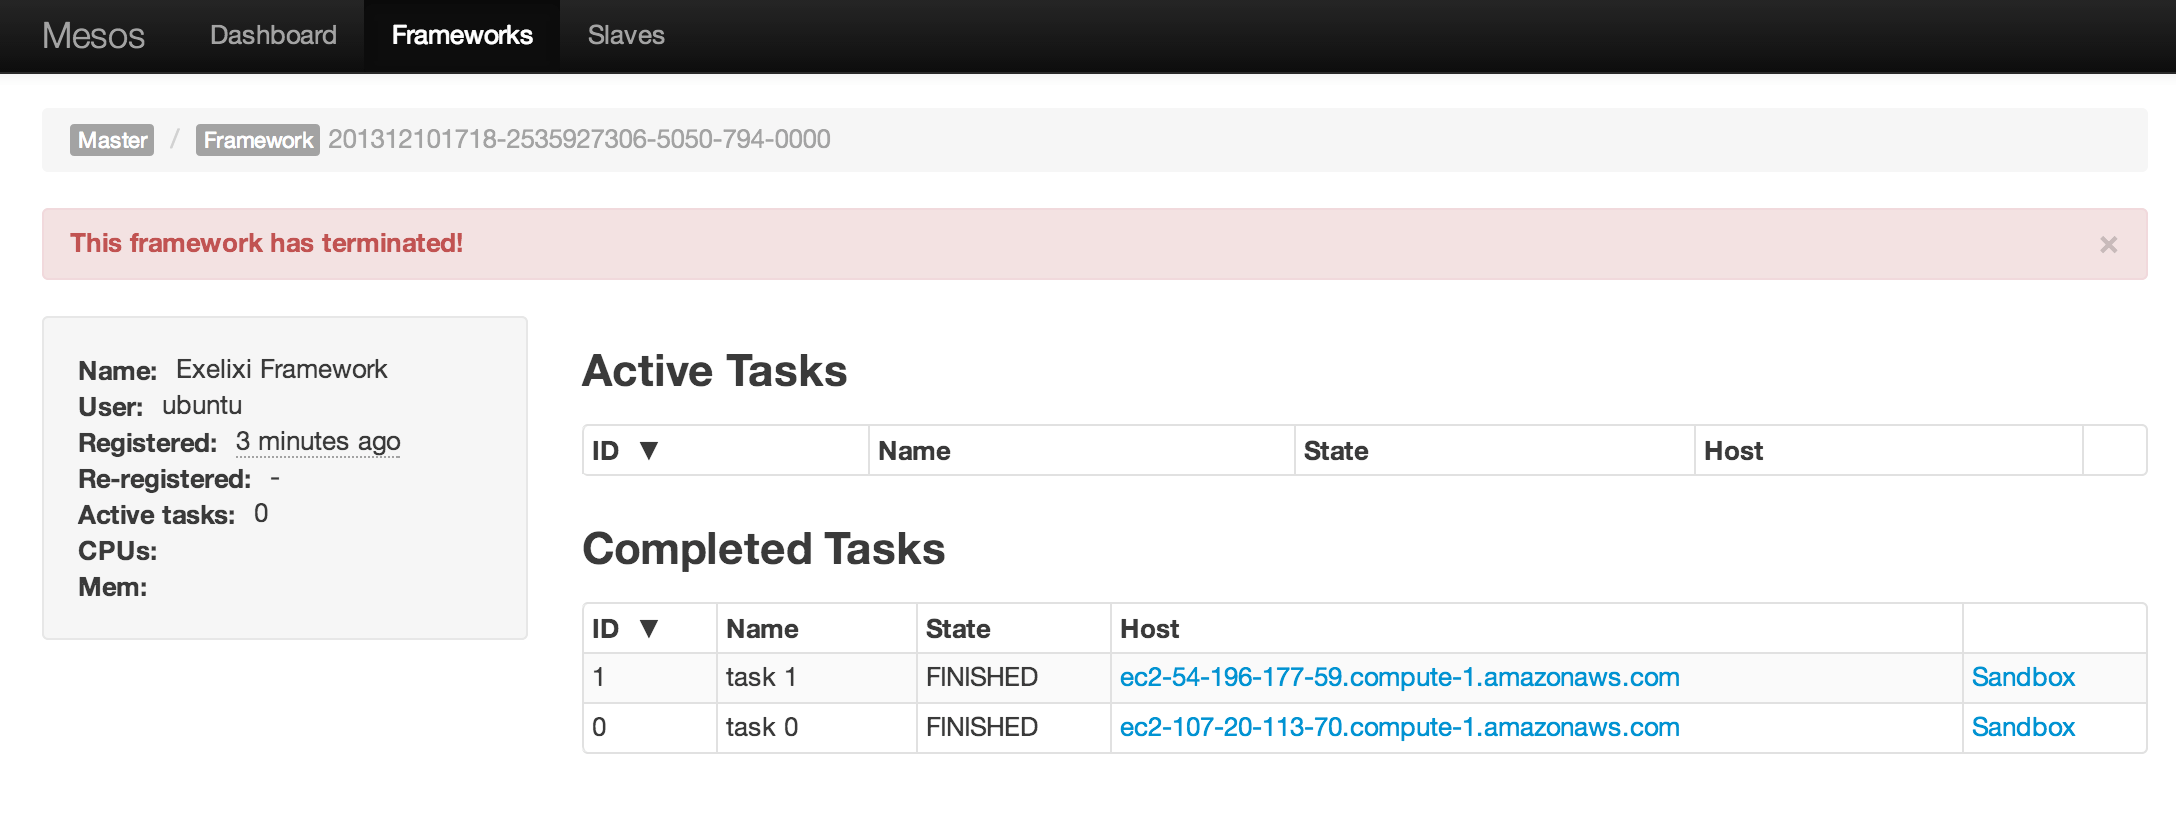 Mesos Dashboard Frameworks Slaves
Master / Framework 201312101718-2535927306-5050-794-0000
This framework has terminated! ×
Name: Exelixi Framework
User: ubuntu
Registered: 3 minutes ago
Re-registered: -
Active tasks: 0
CPUs:
Mem:
Active Tasks
ID ▼ Name State Host
Completed Tasks
ID ▼ Name State Host
1 task 1 FINISHED ec2-54-196-177-59.compute-1.amazonaws.com Sandbox
0 task 0 FINISHED ec2-107-20-113-70.compute-1.amazonaws.com Sandbox